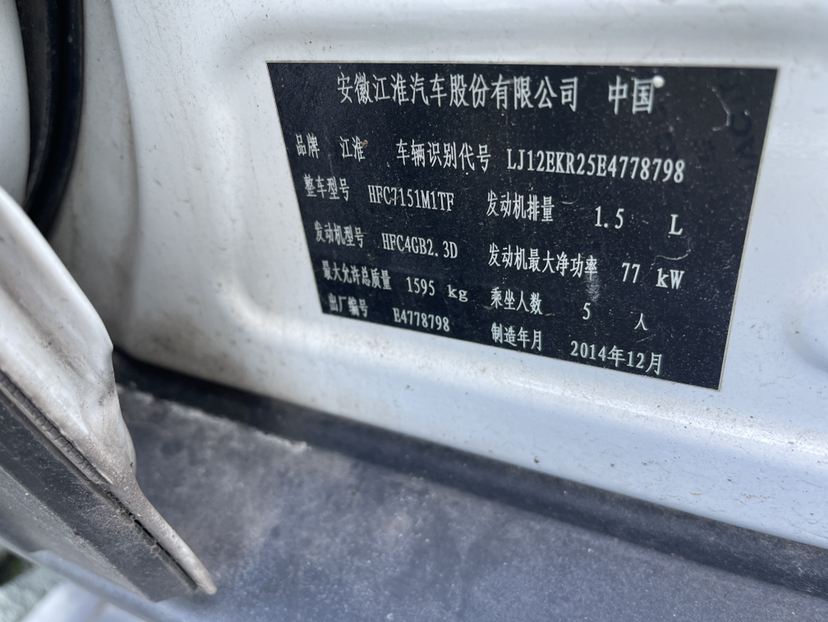 安徽江淮汽车股份有限公司 中国
品牌 江淮 车辆识别代号 LJ12EKR25E4778798
整车型号 HFC7151M1TF 发动机排量 1.5 L
发动机型号 HFC4GB2.3D 发动机最大净功率 77 kW
最大允许总质量 1595 kg 乘坐人数 5 人
出厂编号 E4778798 制造年月 2014年12月